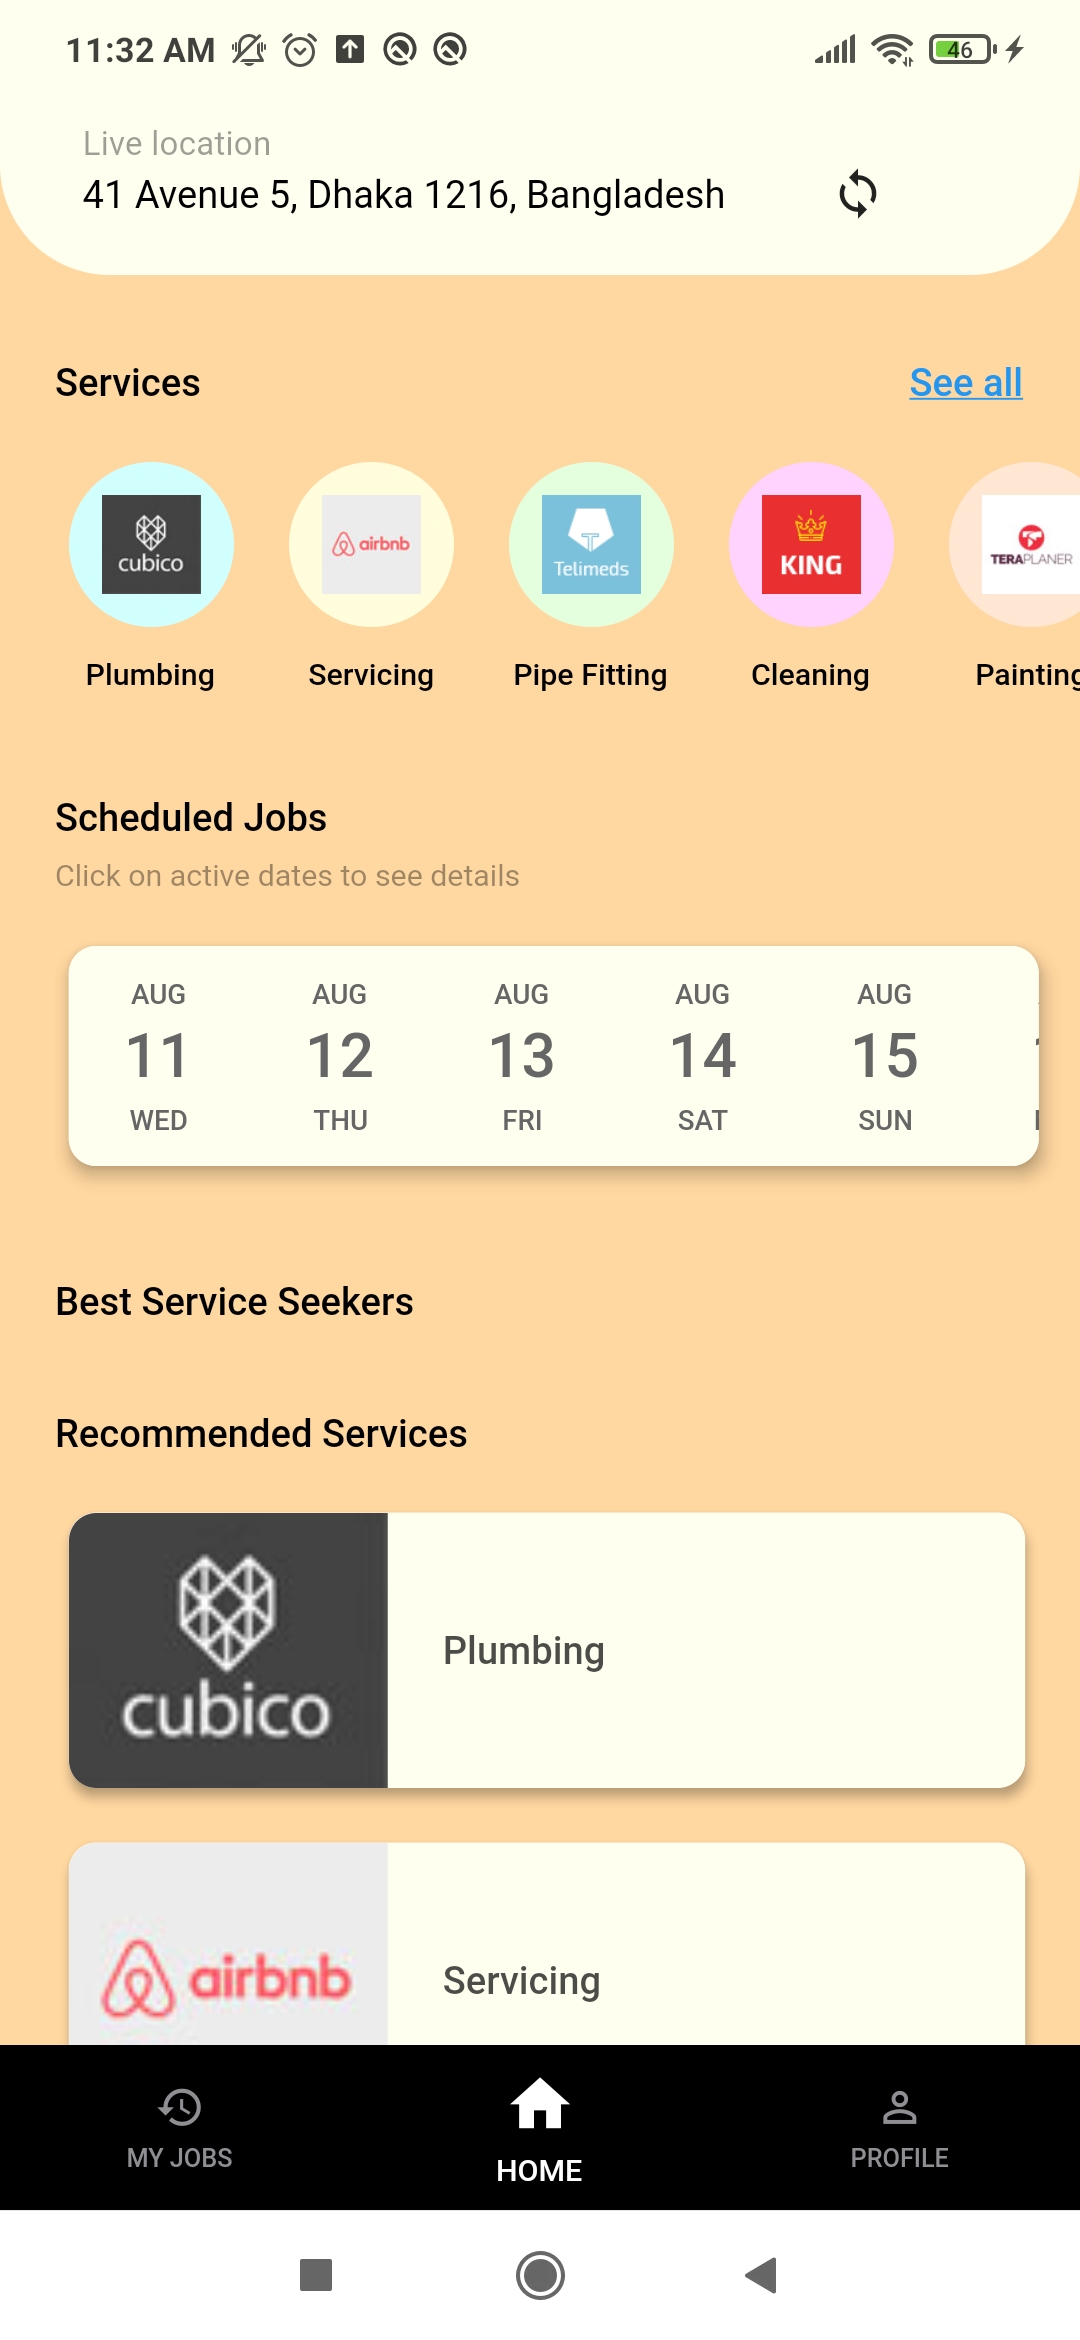 11:32 AM
46
Live location
41 Avenue 5, Dhaka 1216, Bangladesh
Services
See all
cubico
airbnb
Telimeds
KING
TERAPLANER
Plumbing
Servicing
Pipe Fitting
Cleaning
Painting
Scheduled Jobs
Click on active dates to see details
AUG AUG AUG AUG AUG
11 12 13 14 15
WED THU FRI SAT SUN
Best Service Seekers
Recommended Services
cubico
Plumbing
airbnb
Servicing
MY JOBS
HOME
PROFILE